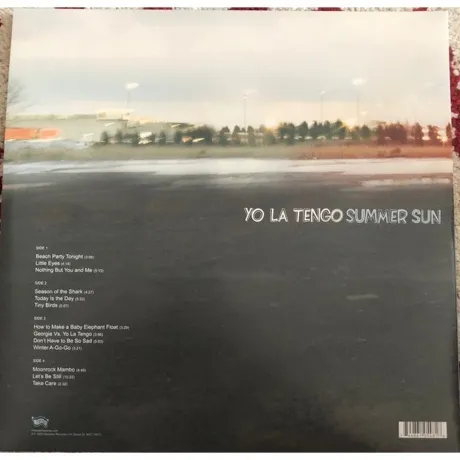 YO LA TENGO SUMMER SUN
SIDE 1
Beach Party Tonight
Little Eyes
Nothing But You and Me
SIDE 2
Season of the Shark
Today Is the Day
Tiny Birds
SIDE 3
How to Make a Baby Elephant Float
Georgia Vs. Yo La Tengo
Don't Have to Be So Sad
Winter-A-Go-Go
SIDE 4
Moonrock Mambo
Let's Be Still
Take Care